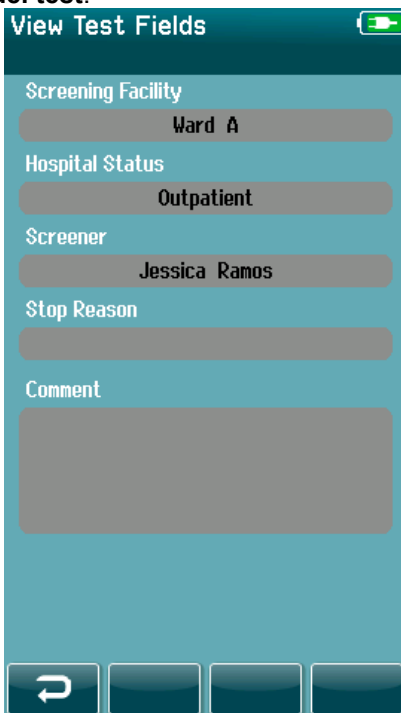 View Test Fields
Screening Facility
Ward A
Hospital Status
Outpatient
Screener
Jessica Ramos
Stop Reason
Comment